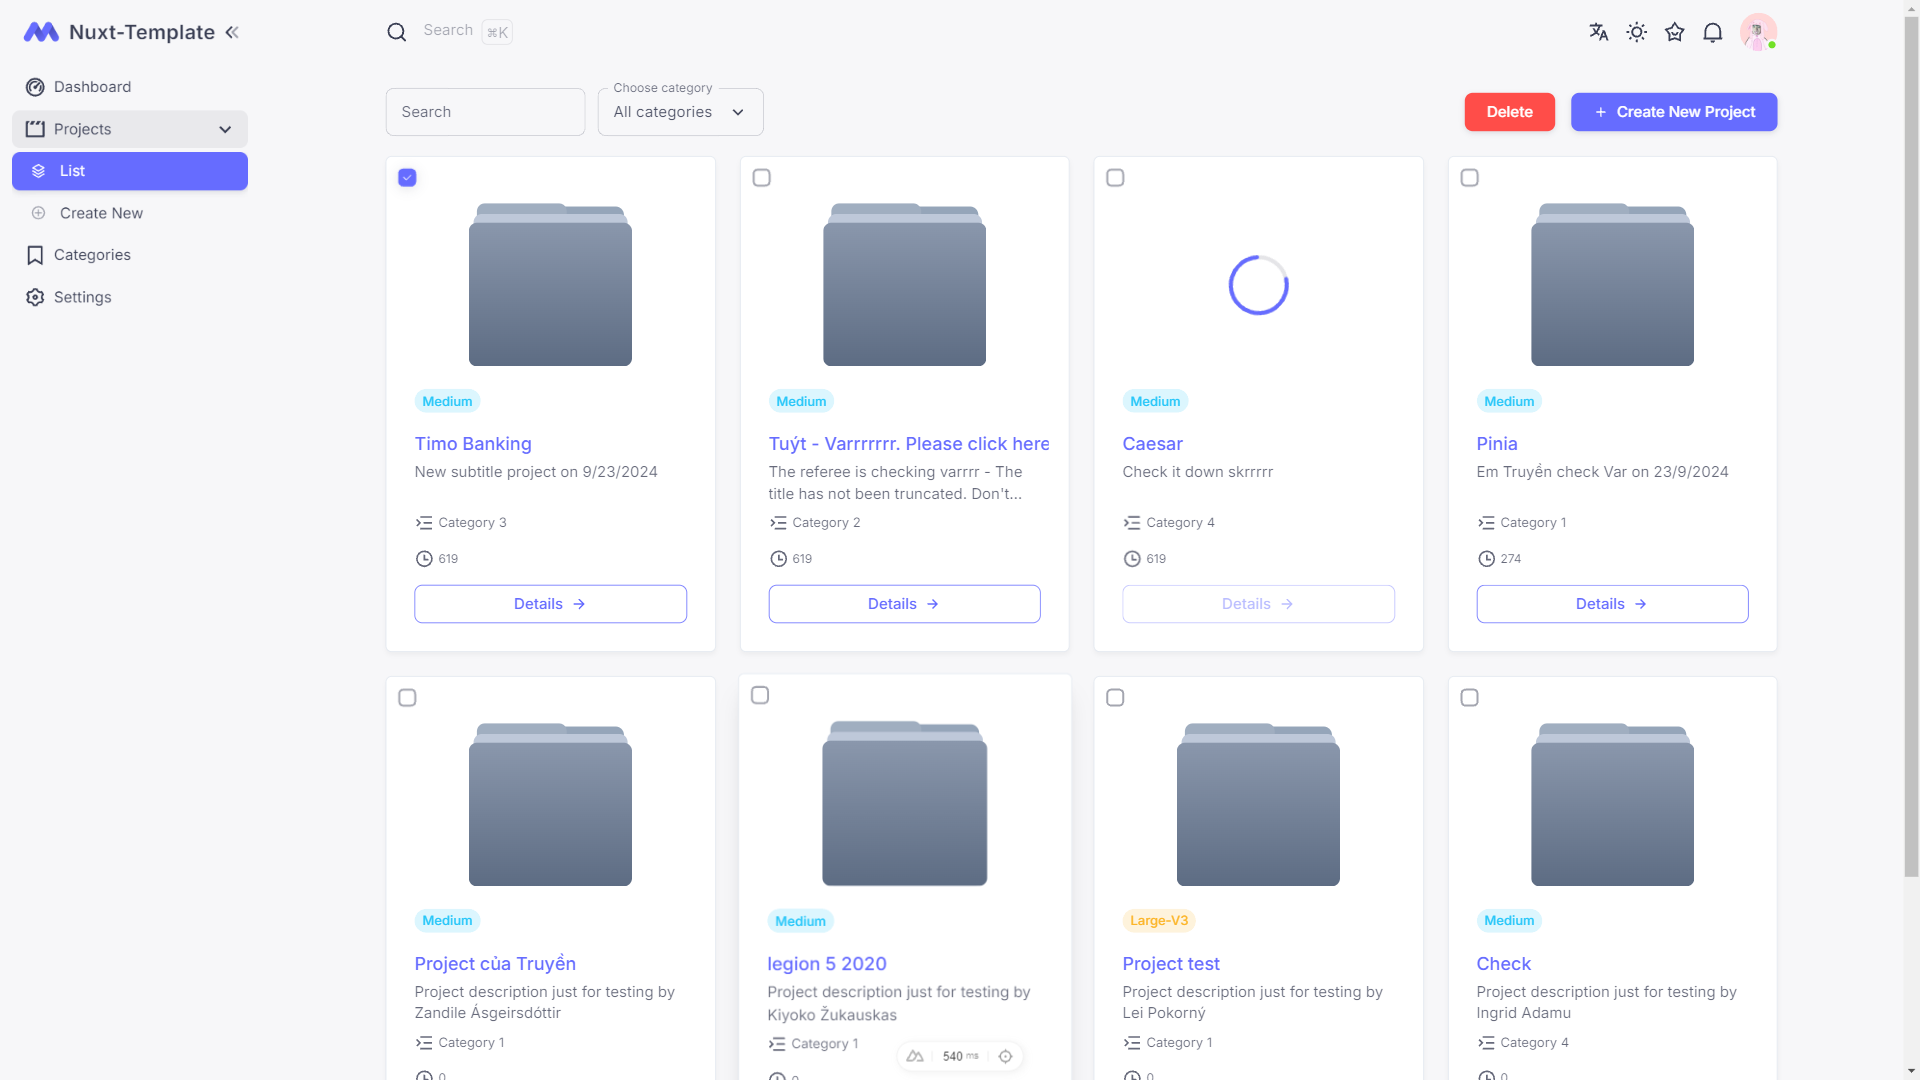 Nuxt-Template
Search ⌘K
Dashboard
Projects
List
Create New
Categories
Settings
Search
Choose category
All categories
Delete
+ Create New Project
Medium
Timo Banking
New subtitle project on 9/23/2024
Category 3
619
Details →
Medium
Tuýt - Varrrrrrr. Please click here
The referee is checking varrrr - The
title has not been truncated. Don't...
Category 2
619
Details →
Medium
Caesar
Check it down skrrrrr
Category 4
619
Details →
Medium
Pinia
Em Truyền check Var on 23/9/2024
Category 1
274
Details →
Medium
Project của Truyền
Project description just for testing by
Zandile Ásgeirsdóttir
Category 1
0
Medium
legion 5 2020
Project description just for testing by
Kiyoko Žukauskas
Category 1
0
540 ms
Large-V3
Project test
Project description just for testing by
Lei Pokorný
Category 1
0
Medium
Check
Project description just for testing by
Ingrid Adamu
Category 4
0